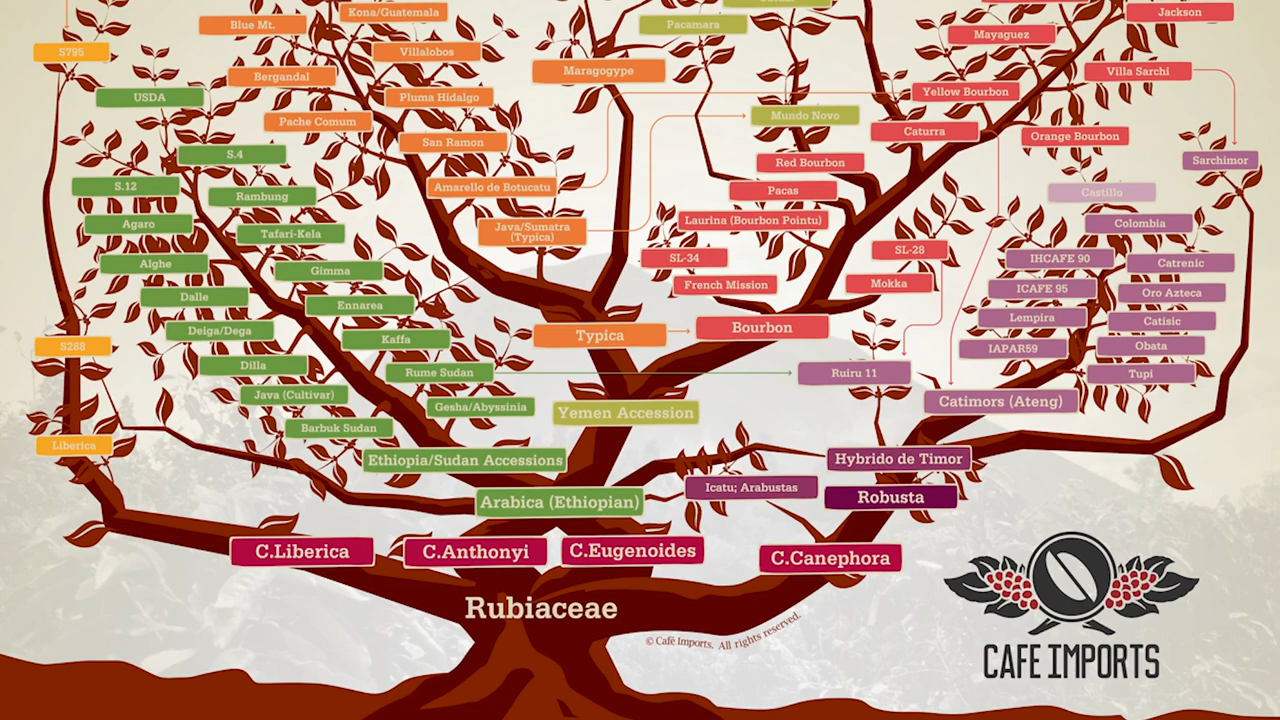 Kona/Guatemala
Jackson
Blue Mt.
Pacamara
Mayaguez
S795
Villalobos
Maragogype
Villa Sarchi
Bergandal
USDA
Pluma Hidalgo
Yellow Bourbon
Pache Comum
Mundo Novo
Caturra
Orange Bourbon
San Ramon
S.4
Red Bourbon
Sarchimor
S.12
Rambung
Amarello de Botucatu
Pacas
Castillo
Agaro
Tafari-Kela
Java/Sumatra
(Typica)
Laurina (Bourbon Pointu)
Colombia
Alghe
Gimma
SL-34
SL-28
IHCAFE 90
Catrenic
Dalle
Ennarea
French Mission
Mokka
ICAFE 95
Oro Azteca
Deiga/Dega
Kaffa
Typica
Bourbon
Lempira
Catisic
S288
IAPAR59
Obata
Dilla
Rume Sudan
Ruiru 11
Tupi
Java (Cultivar)
Gesha/Abyssinia
Yemen Accession
Catimors (Ateng)
Barbuk Sudan
Liberica
Ethiopia/Sudan Accessions
Hybrido de Timor
Arabica (Ethiopian)
Icatu; Arabustas
Robusta
C.Liberica
C.Anthonyi
C.Eugenoides
C.Canephora
Rubiaceae
© Café Imports. All rights reserved.
CAFE IMPORTS